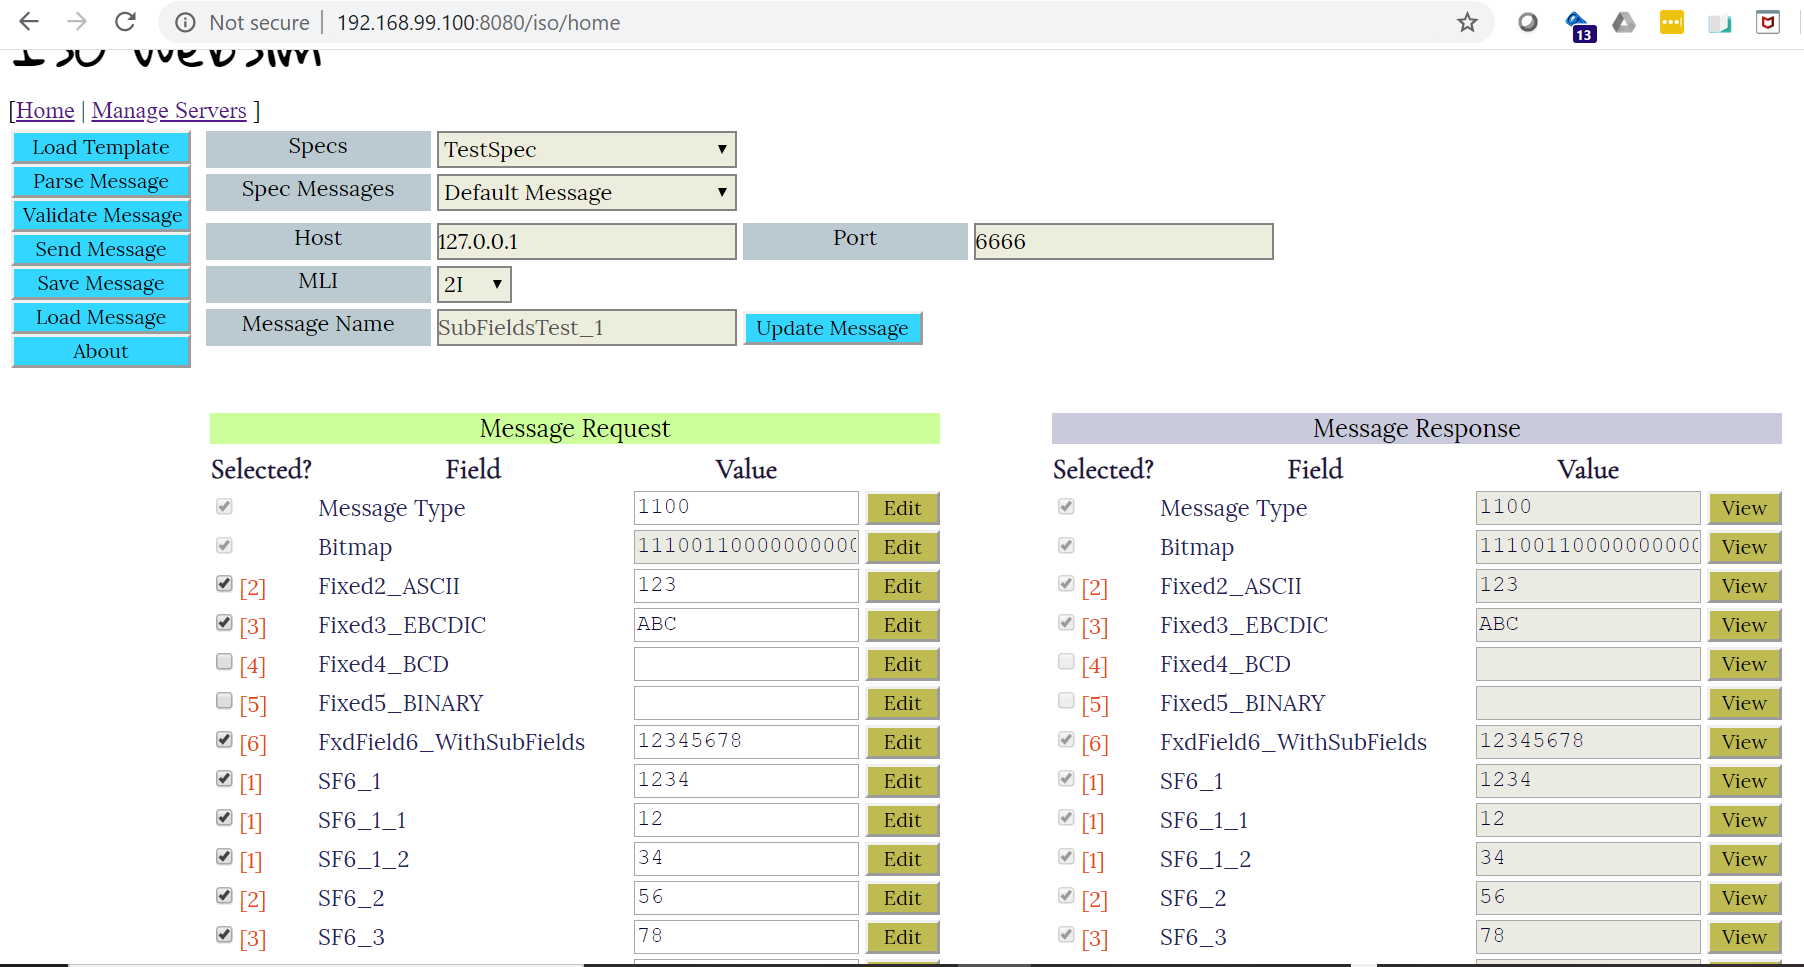 Not secure | 192.168.99.100:8080/iso/home
13
ISO WebSim
[Home | Manage Servers ]
Load Template
Parse Message
Validate Message
Send Message
Save Message
Load Message
About
Specs TestSpec
Spec Messages Default Message
Host 127.0.0.1 Port 6666
MLI 2I
Message Name SubFieldsTest_1 Update Message
Message Request
Selected? Field Value
Message Type 1100 Edit
Bitmap 11100110000000000 Edit
[2] Fixed2_ASCII 123 Edit
[3] Fixed3_EBCDIC ABC Edit
[4] Fixed4_BCD Edit
[5] Fixed5_BINARY Edit
[6] FxdField6_WithSubFields 12345678 Edit
[1] SF6_1 1234 Edit
[1] SF6_1_1 12 Edit
[1] SF6_1_2 34 Edit
[2] SF6_2 56 Edit
[3] SF6_3 78 Edit
Message Response
Selected? Field Value
Message Type 1100 View
Bitmap 11100110000000000 View
[2] Fixed2_ASCII 123 View
[3] Fixed3_EBCDIC ABC View
[4] Fixed4_BCD View
[5] Fixed5_BINARY View
[6] FxdField6_WithSubFields 12345678 View
[1] SF6_1 1234 View
[1] SF6_1_1 12 View
[1] SF6_1_2 34 View
[2] SF6_2 56 View
[3] SF6_3 78 View